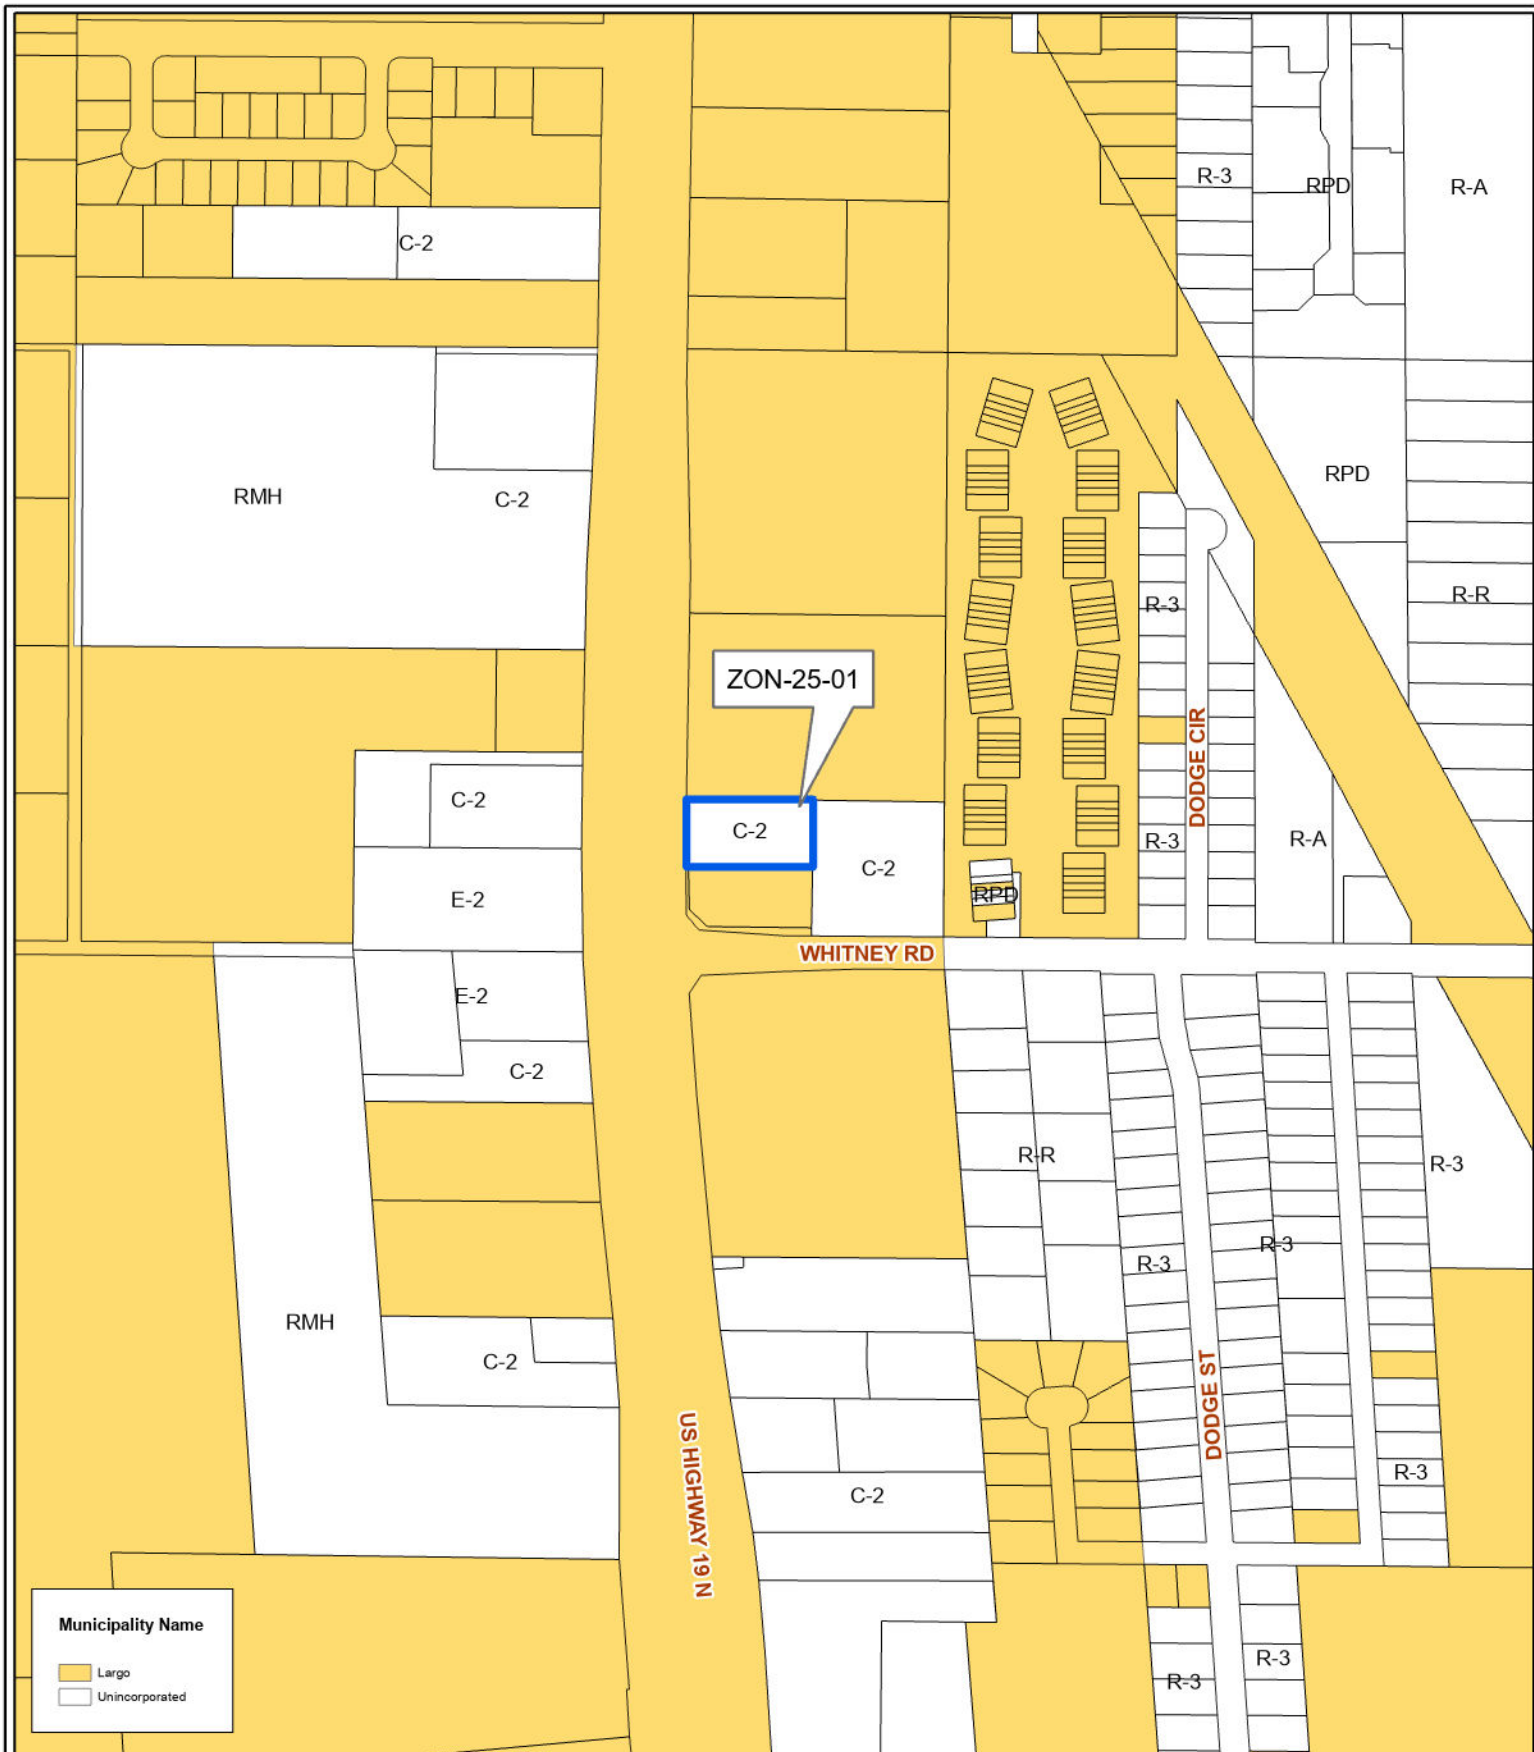 R-3
RPD
R-A
C-2
RPD
RMH
C-2
R-R
R-3
ZON-25-01
DODGE CIR
C-2
C-2
R-3
R-A
C-2
E-2
RPD
WHITNEY RD
E-2
C-2
R-R
R-3
R-3
R-3
RMH
C-2
DODGE ST
US HIGHWAY 19 N
R-3
C-2
Municipality Name
Largo
Unincorporated
R-3
R-3